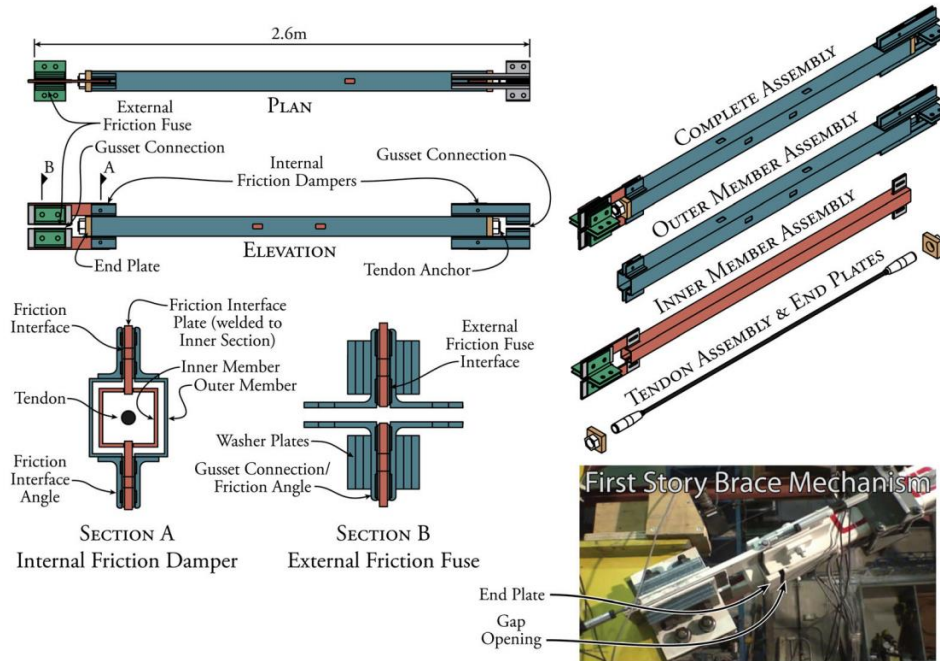 2.6m
External
Friction Fuse
PLAN
Gusset Connection
B
A
Internal
Friction Dampers
Gusset Connection
End Plate
ELEVATION
Tendon Anchor
Friction
Interface
Friction Interface
Plate (welded to
Inner Section)
Inner Member
Outer Member
Tendon
Friction
Interface
Angle
SECTION A
Internal Friction Damper
External
Friction Fuse
Interface
Washer Plates
Gusset Connection/
Friction Angle
SECTION B
External Friction Fuse
COMPLETE ASSEMBLY
OUTER MEMBER ASSEMBLY
INNER MEMBER ASSEMBLY
TENDON ASSEMBLY & END PLATES
First Story Brace Mechanism
End Plate
Gap
Opening